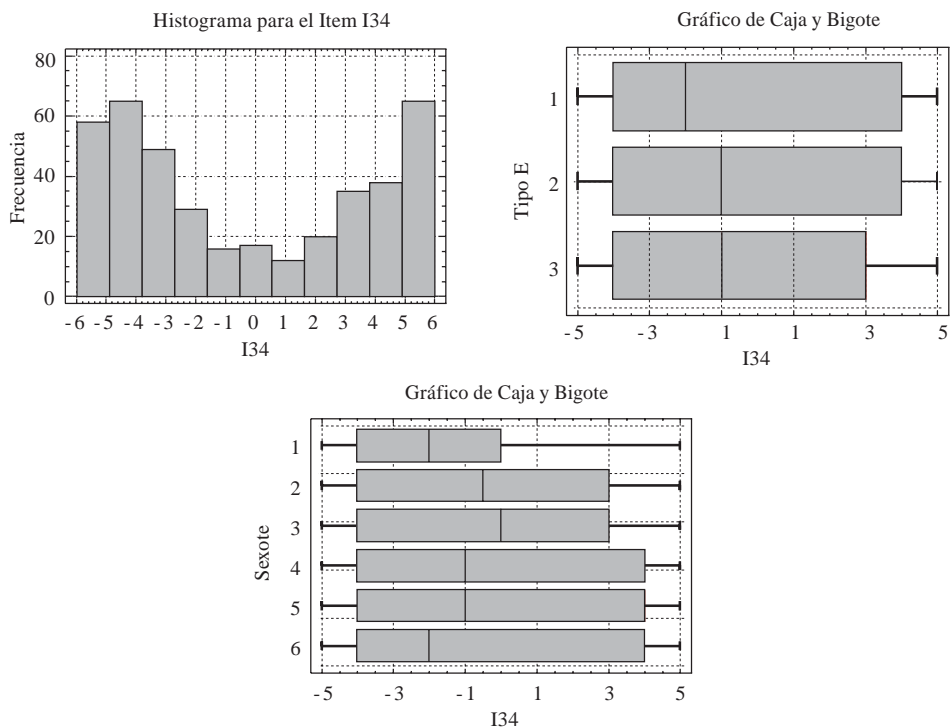 Histograma para el Item I34
Frecuencia
80
60
40
20
0
-6 -5 -4 -3 -2 -1 0 1 2 3 4 5 6
I34
Gráfico de Caja y Bigote
Tipo E
1
2
3
-5 -3 1 1 3 5
I34
Gráfico de Caja y Bigote
Sexote
1
2
3
4
5
6
-5 -3 -1 1 3 5
I34